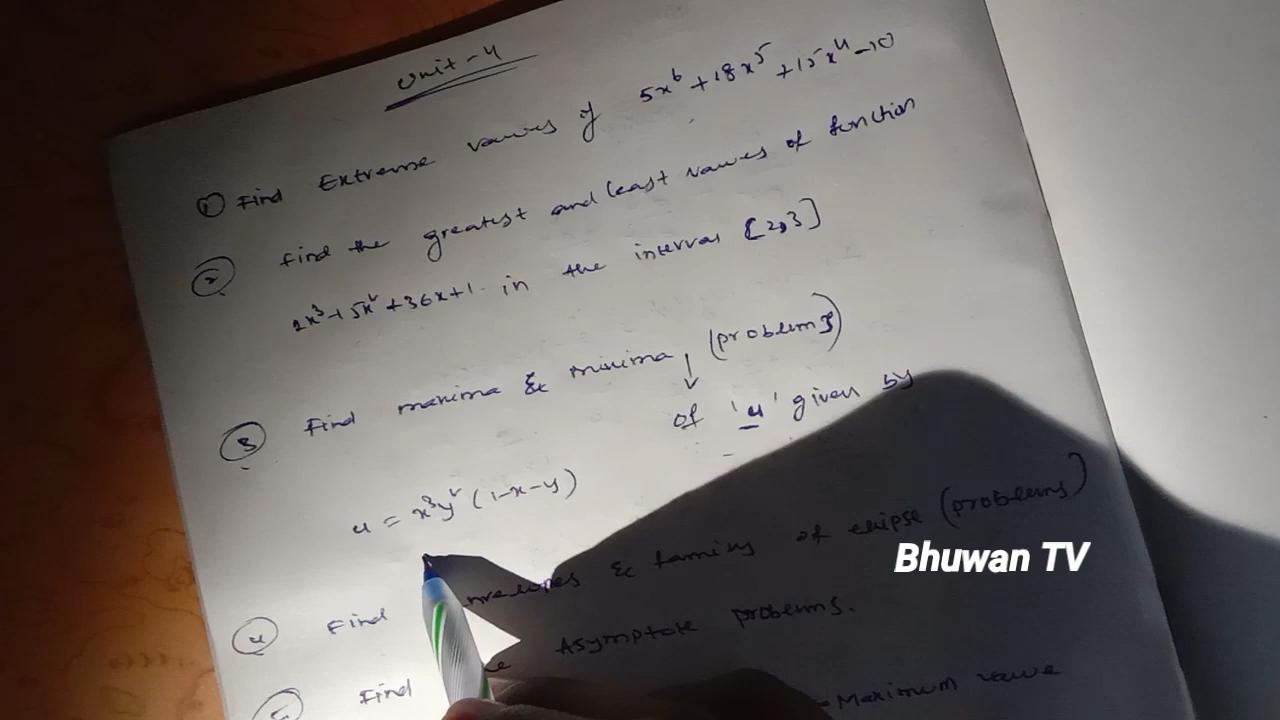 Unit-4
① Find Extreme values of 5x⁶ + 18x⁵ + 15x⁴ - 10
② find the greatest and least values of function
2x³-15x² + 36x+1. in the interval [2,3]
③ Find maxima & minima (problems)
of 'u' given by
u = x³y² (1-x-y)
④ Find & family of ellipse (problems)
Find Asymptote problems.
Maximum value
Bhuwan TV